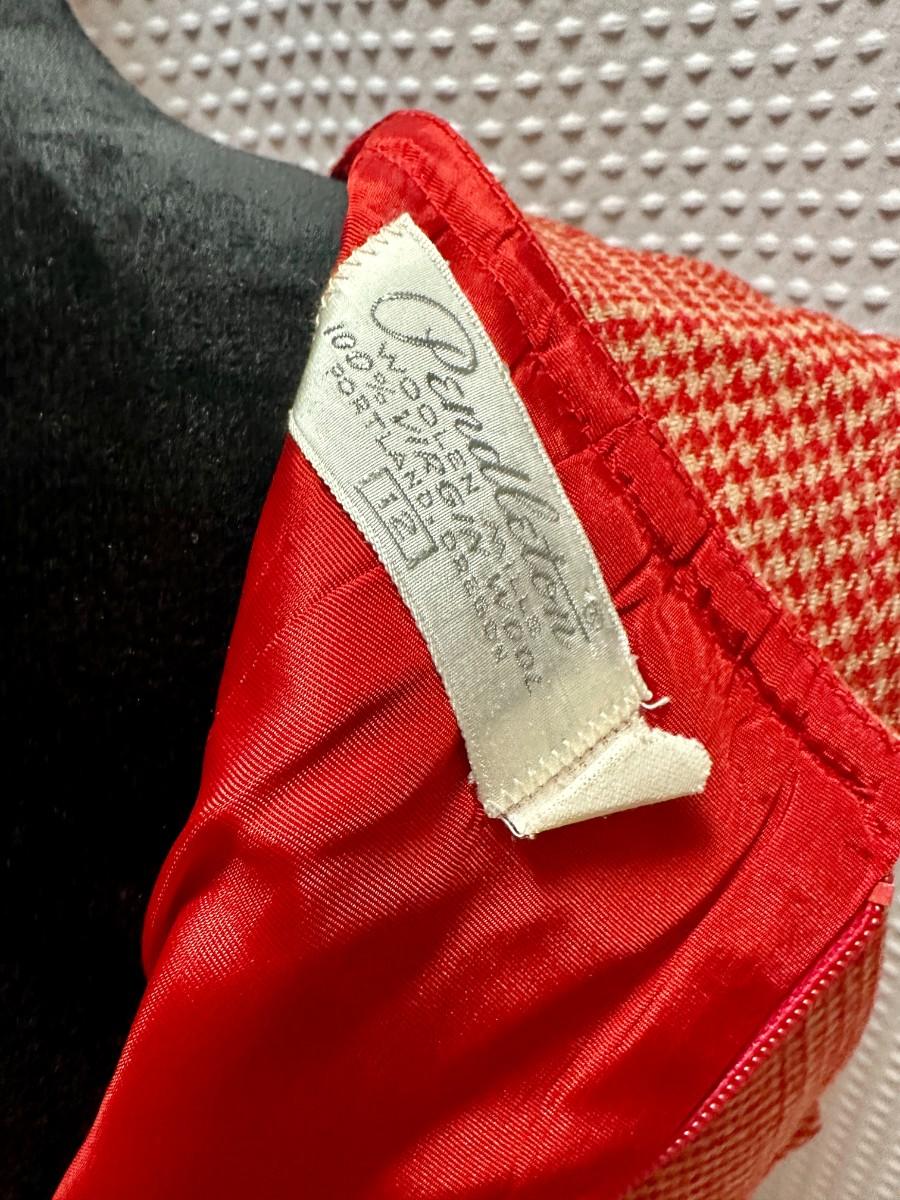 Pendleton®
WOOLEN MILLS
100% VIRGIN WOOL
PORTLAND, OREGON
12